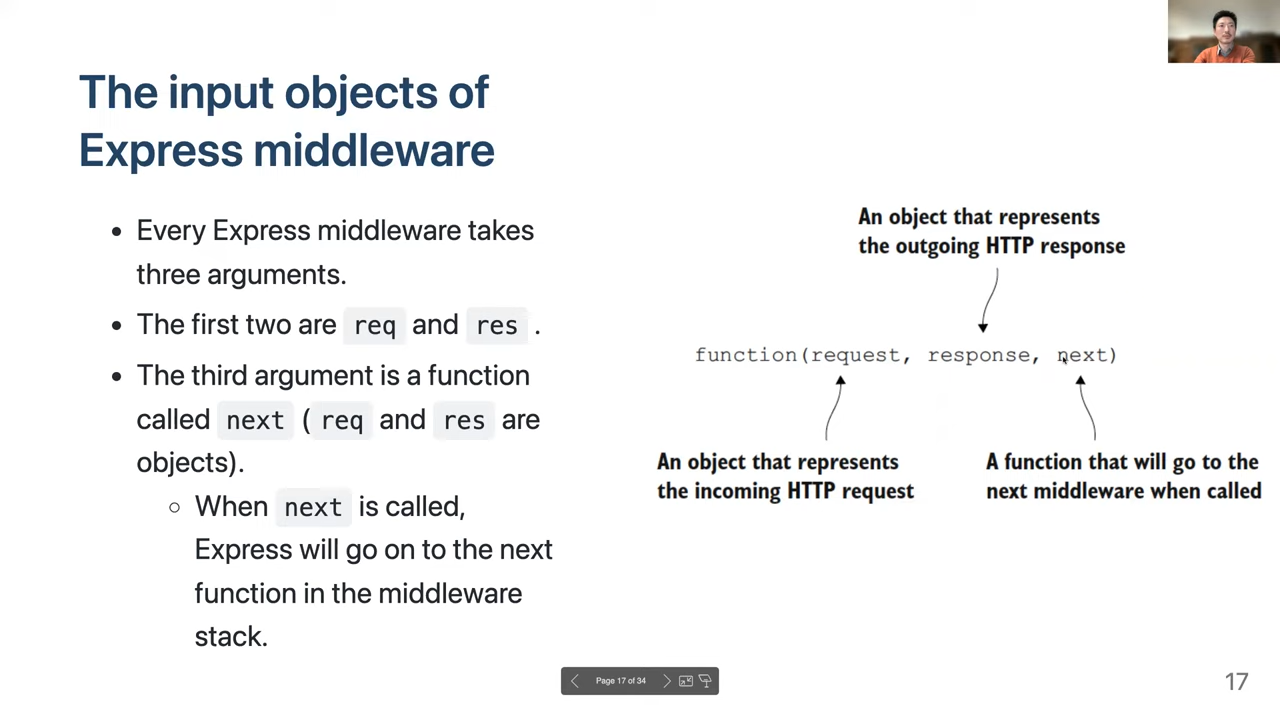 The input objects of
Express middleware
• Every Express middleware takes
three arguments.
• The first two are req and res .
• The third argument is a function
called next ( req and res are
objects).
◦ When next is called,
Express will go on to the next
function in the middleware
stack.
An object that represents
the outgoing HTTP response
function(request, response, next)
An object that represents
the incoming HTTP request
A function that will go to the
next middleware when called
Page 17 of 34
17